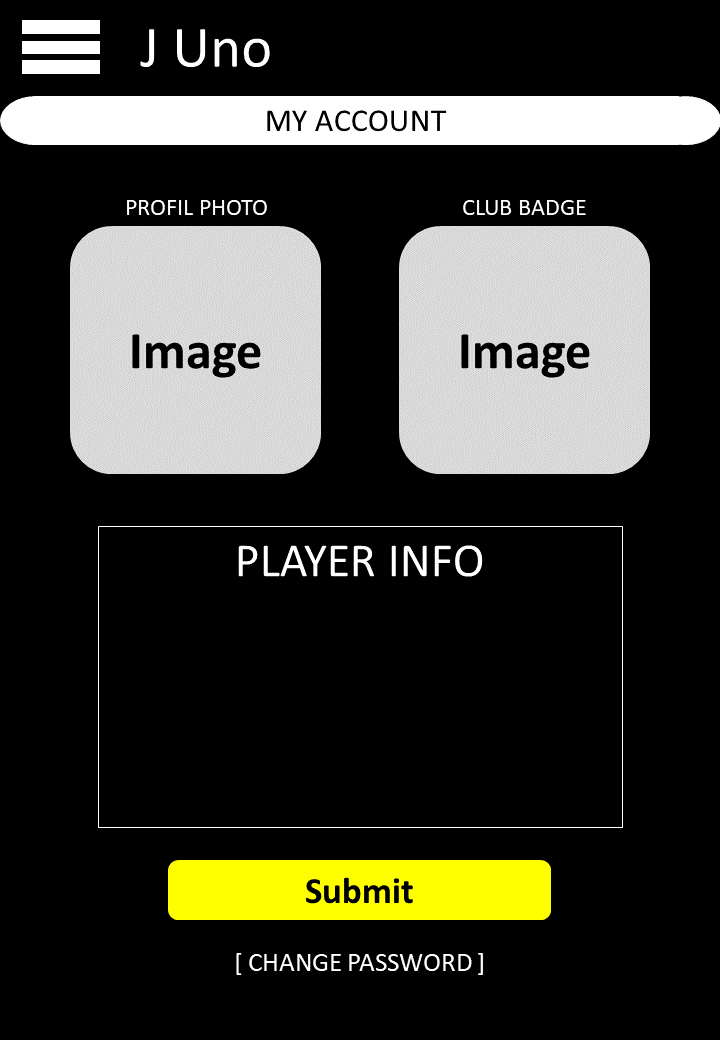 J Uno
MY ACCOUNT
PROFIL PHOTO
CLUB BADGE
Image
Image
PLAYER INFO
Submit
[ CHANGE PASSWORD ]